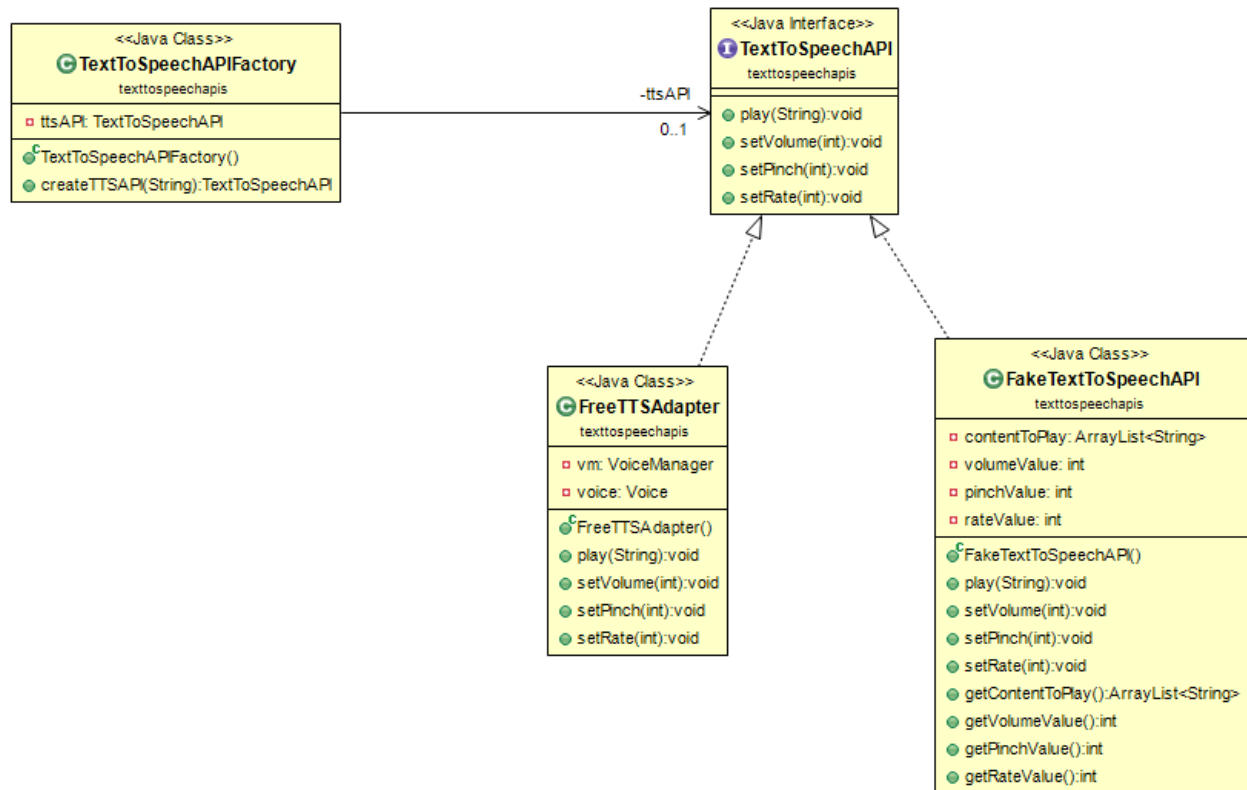 <<Java Class>>
TextToSpeechAPIFactory
texttospeechapis
ttsAPI: TextToSpeechAPI
TextToSpeechAPIFactory()
createTTSAPI(String):TextToSpeechAPI
-ttsAPI
0..1
<<Java Interface>>
TextToSpeechAPI
texttospeechapis
play(String):void
setVolume(int):void
setPinch(int):void
setRate(int):void
<<Java Class>>
FreeTTSAdapter
texttospeechapis
vm: VoiceManager
voice: Voice
FreeTTSAdapter()
play(String):void
setVolume(int):void
setPinch(int):void
setRate(int):void
<<Java Class>>
FakeTextToSpeechAPI
texttospeechapis
contentToPlay: ArrayList<String>
volumeValue: int
pinchValue: int
rateValue: int
FakeTextToSpeechAPI()
play(String):void
setVolume(int):void
setPinch(int):void
setRate(int):void
getContentToPlay():ArrayList<String>
getVolumeValue():int
getPinchValue():int
getRateValue():int